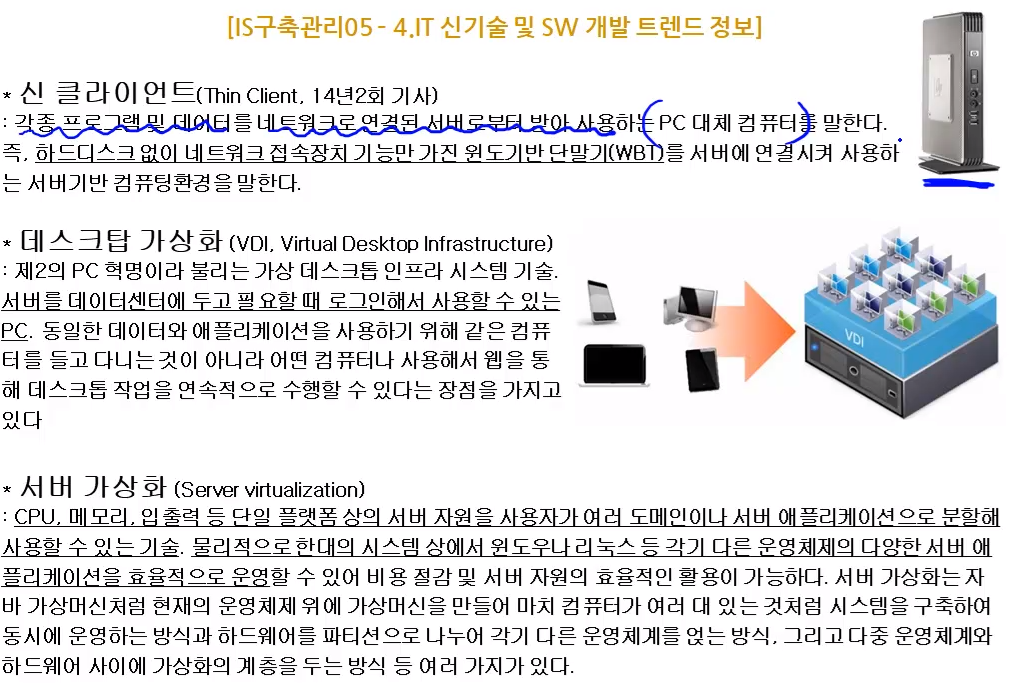 [IS구축관리05 - 4.IT 신기술 및 SW 개발 트렌드 정보]
* 신 클라이언트(Thin Client, 14년2회 기사)
: 각종 프로그램 및 데이터를 네트워크로 연결된 서버로부터 받아 사용하는 PC 대체 컴퓨터를 말한다.
즉, 하드디스크 없이 네트워크 접속장치 기능만 가진 윈도기반 단말기(WBT)를 서버에 연결시켜 사용하
는 서버기반 컴퓨팅환경을 말한다.
* 데스크탑 가상화 (VDI, Virtual Desktop Infrastructure)
: 제2의 PC 혁명이라 불리는 가상 데스크톱 인프라 시스템 기술.
서버를 데이터센터에 두고 필요할 때 로그인해서 사용할 수 있는
PC. 동일한 데이터와 애플리케이션을 사용하기 위해 같은 컴퓨
터를 들고 다니는 것이 아니라 어떤 컴퓨터나 사용해서 웹을 통
해 데스크톱 작업을 연속적으로 수행할 수 있다는 장점을 가지고
있다
VDI
* 서버 가상화 (Server virtualization)
: CPU, 메모리, 입출력 등 단일 플랫폼 상의 서버 자원을 사용자가 여러 도메인이나 서버 애플리케이션으로 분할해
사용할 수 있는 기술. 물리적으로 한대의 시스템 상에서 윈도우나 리눅스 등 각기 다른 운영체제의 다양한 서버 애
플리케이션을 효율적으로 운영할 수 있어 비용 절감 및 서버 자원의 효율적인 활용이 가능하다. 서버 가상화는 자
바 가상머신처럼 현재의 운영체제 위에 가상머신을 만들어 마치 컴퓨터가 여러 대 있는 것처럼 시스템을 구축하여
동시에 운영하는 방식과 하드웨어를 파티션으로 나누어 각기 다른 운영체계를 얹는 방식, 그리고 다중 운영체계와
하드웨어 사이에 가상화의 계층을 두는 방식 등 여러 가지가 있다.